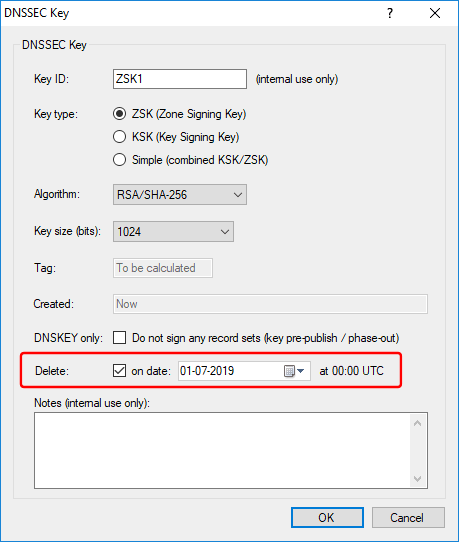 DNSSEC Key
DNSSEC Key
Key ID: ZSK1 (internal use only)
Key type: ZSK (Zone Signing Key)
KSK (Key Signing Key)
Simple (combined KSK/ZSK)
Algorithm: RSA/SHA-256
Key size (bits): 1024
Tag: To be calculated
Created: Now
DNSKEY only: Do not sign any record sets (key pre-publish / phase-out)
Delete: on date: 01-07-2019 at 00:00 UTC
Notes (internal use only):
OK Cancel